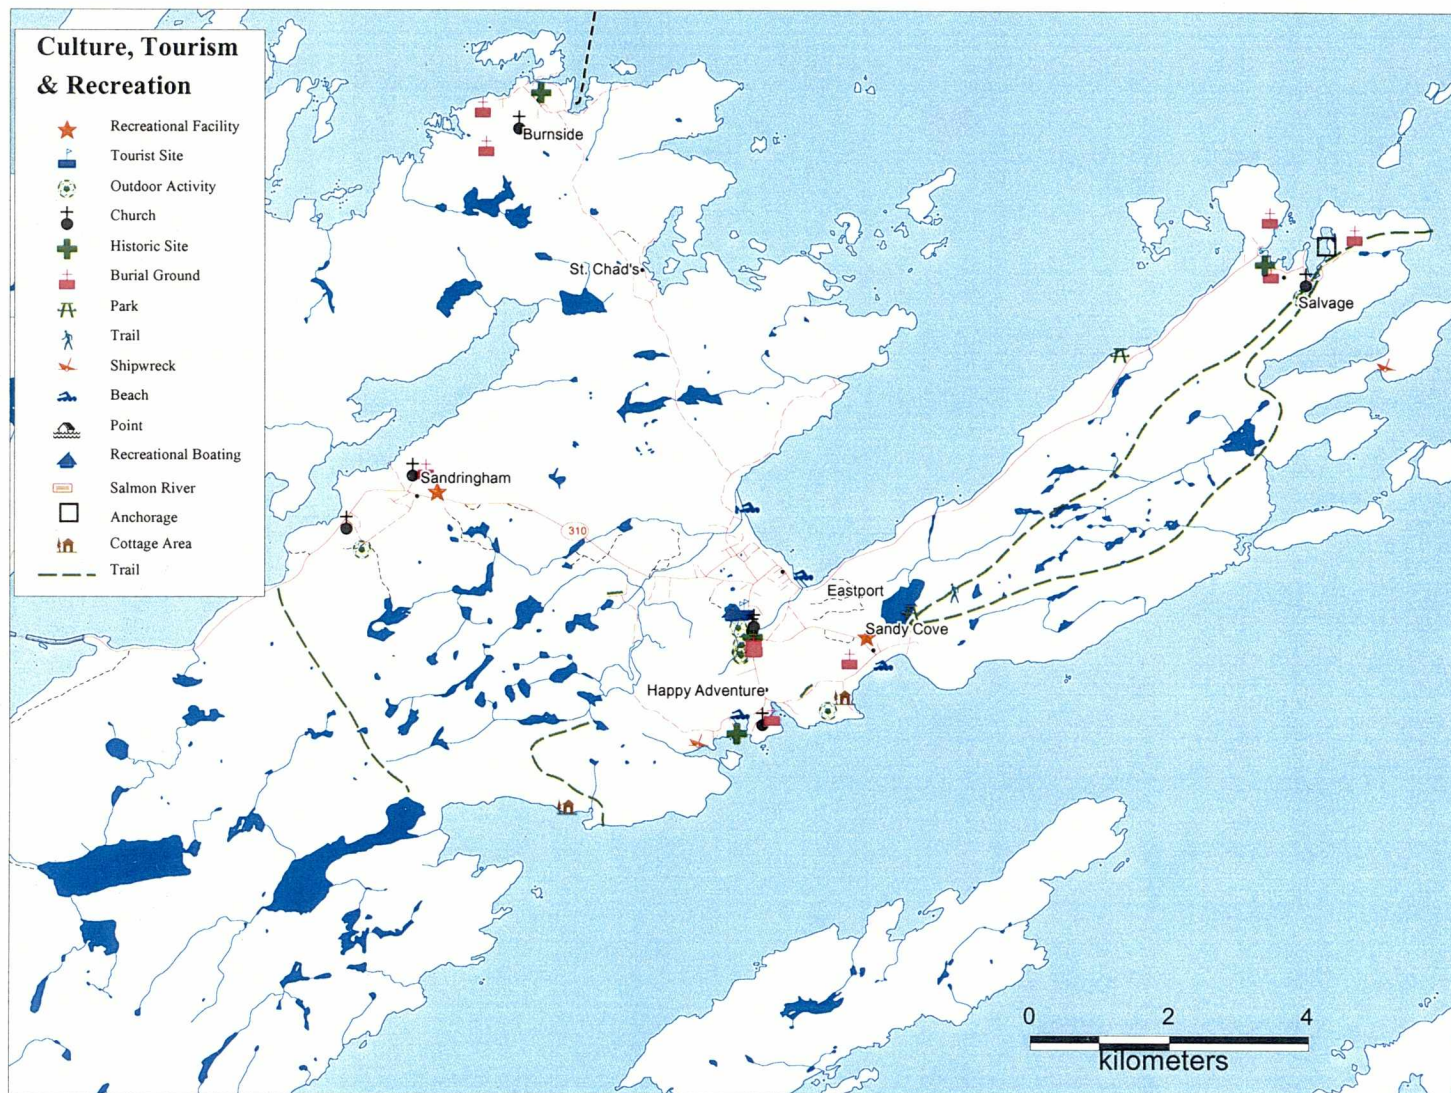 Culture, Tourism
& Recreation
Recreational Facility
Tourist Site
Outdoor Activity
Church
Historic Site
Burial Ground
Park
Trail
Shipwreck
Beach
Point
Recreational Boating
Salmon River
Anchorage
Cottage Area
Trail
Burnside
St. Chad's
Salvage
Sandringham
310
Eastport
Sandy Cove
Happy Adventure
0 2 4
kilometers